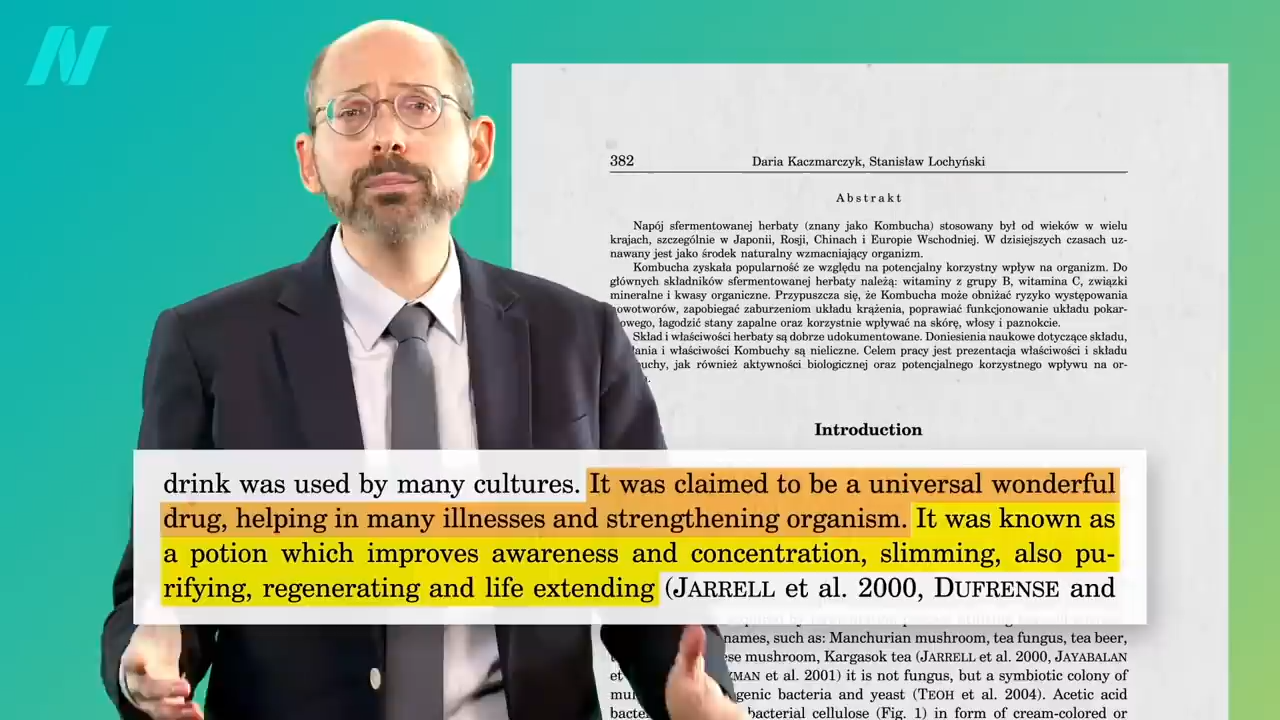 382
Daria Kaczmarczyk, Stanisław Lochyński
Abstrakt
Napój sfermentowanej herbaty (znany jako Kombucha) stosowany był od wieków w wielu
krajach, szczególnie w Japonii, Rosji, Chinach i Europie Wschodniej. W dzisiejszych czasach uz-
nawany jest jako środek naturalny wzmacniający organizm.
Kombucha zyskała popularność ze względu na potencjalny korzystny wpływ na organizm. Do
głównych składników sfermentowanej herbaty należą: witaminy z grupy B, witamina C, związki
mineralne i kwasy organiczne. Przypuszcza się, że Kombucha może obniżać ryzyko występowania
nowotworów, zapobiegać zaburzeniom układu krążenia, poprawiać funkcjonowanie układu pokar-
owego, łagodzić stany zapalne oraz korzystnie wpływać na skórę, włosy i paznokcie.
Skład i właściwości herbaty są dobrze udokumentowane. Doniesienia naukowe dotyczące składu,
ania i właściwości Kombuchy są nieliczne. Celem pracy jest prezentacja właściwości i składu
uchy, jak również aktywności biologicznej oraz potencjalnego korzystnego wpływu na or-
Introduction
drink was used by many cultures. It was claimed to be a universal wonderful
drug, helping in many illnesses and strengthening organism. It was known as
a potion which improves awareness and concentration, slimming, also pu-
rifying, regenerating and life extending (JARRELL et al. 2000, DUFRENSE and
names, such as: Manchurian mushroom, tea fungus, tea beer,
ese mushroom, Kargasok tea (JARRELL et al. 2000, JAYABALAN
et ZMAN et al. 2001) it is not fungus, but a symbiotic colony of
mul genic bacteria and yeast (TEOH et al. 2004). Acetic acid
bacte bacterial cellulose (Fig. 1) in form of cream-colored or